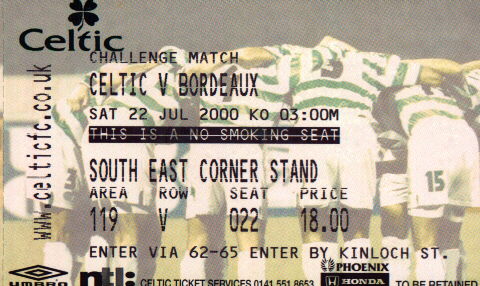 Celtic
CHALLENGE MATCH
CELTIC V BORDEAUX
SAT 22 JUL 2000 KO 03:00M
THIS IS A NO SMOKING SEAT
SOUTH EAST CORNER STAND
AREA ROW SEAT PRICE
119 V 022 18.00
ENTER VIA 62-65 ENTER BY KINLOCH ST.
www.celticfc.co.uk
3
15
umbro
ntl:
CELTIC TICKET SERVICES 0141 551 8653
PHOENIX
HONDA
TO BE RETAINED